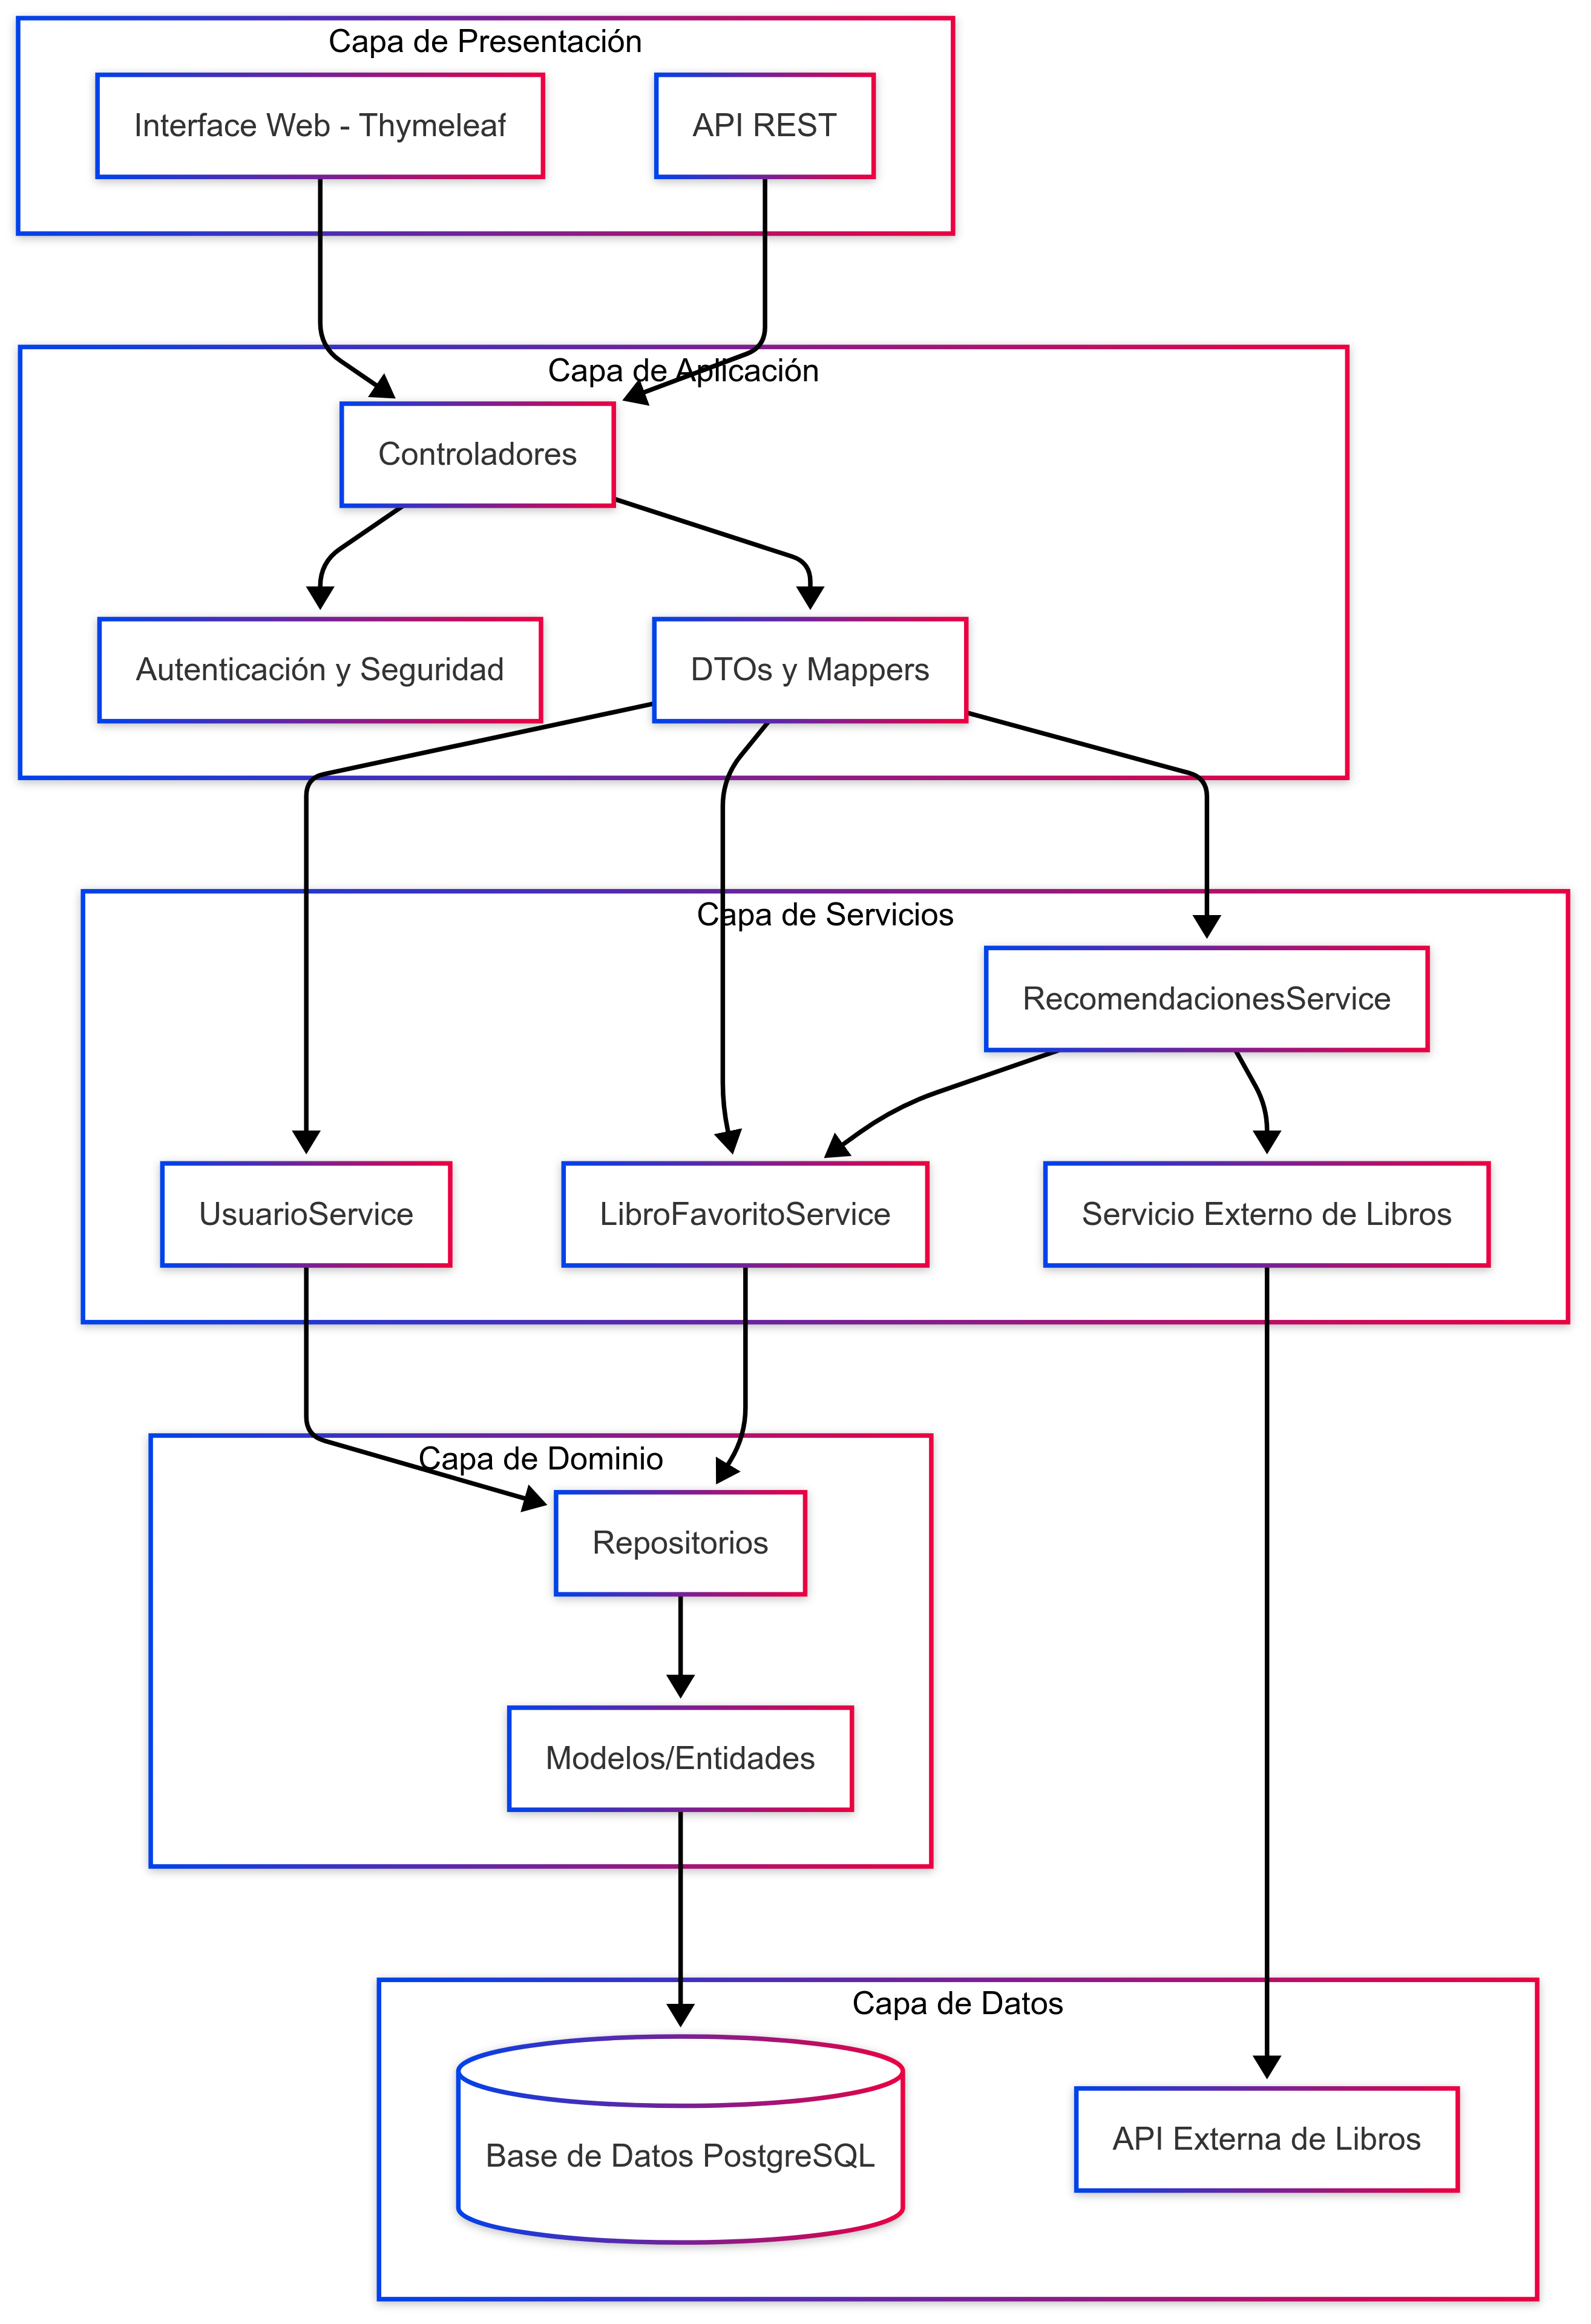 Capa de Presentación
Interface Web - Thymeleaf
API REST
Capa de Aplicación
Controladores
Autenticación y Seguridad
DTOs y Mappers
Capa de Servicios
RecomendacionesService
UsuarioService
LibroFavoritoService
Servicio Externo de Libros
Capa de Dominio
Repositorios
Modelos/Entidades
Capa de Datos
Base de Datos PostgreSQL
API Externa de Libros